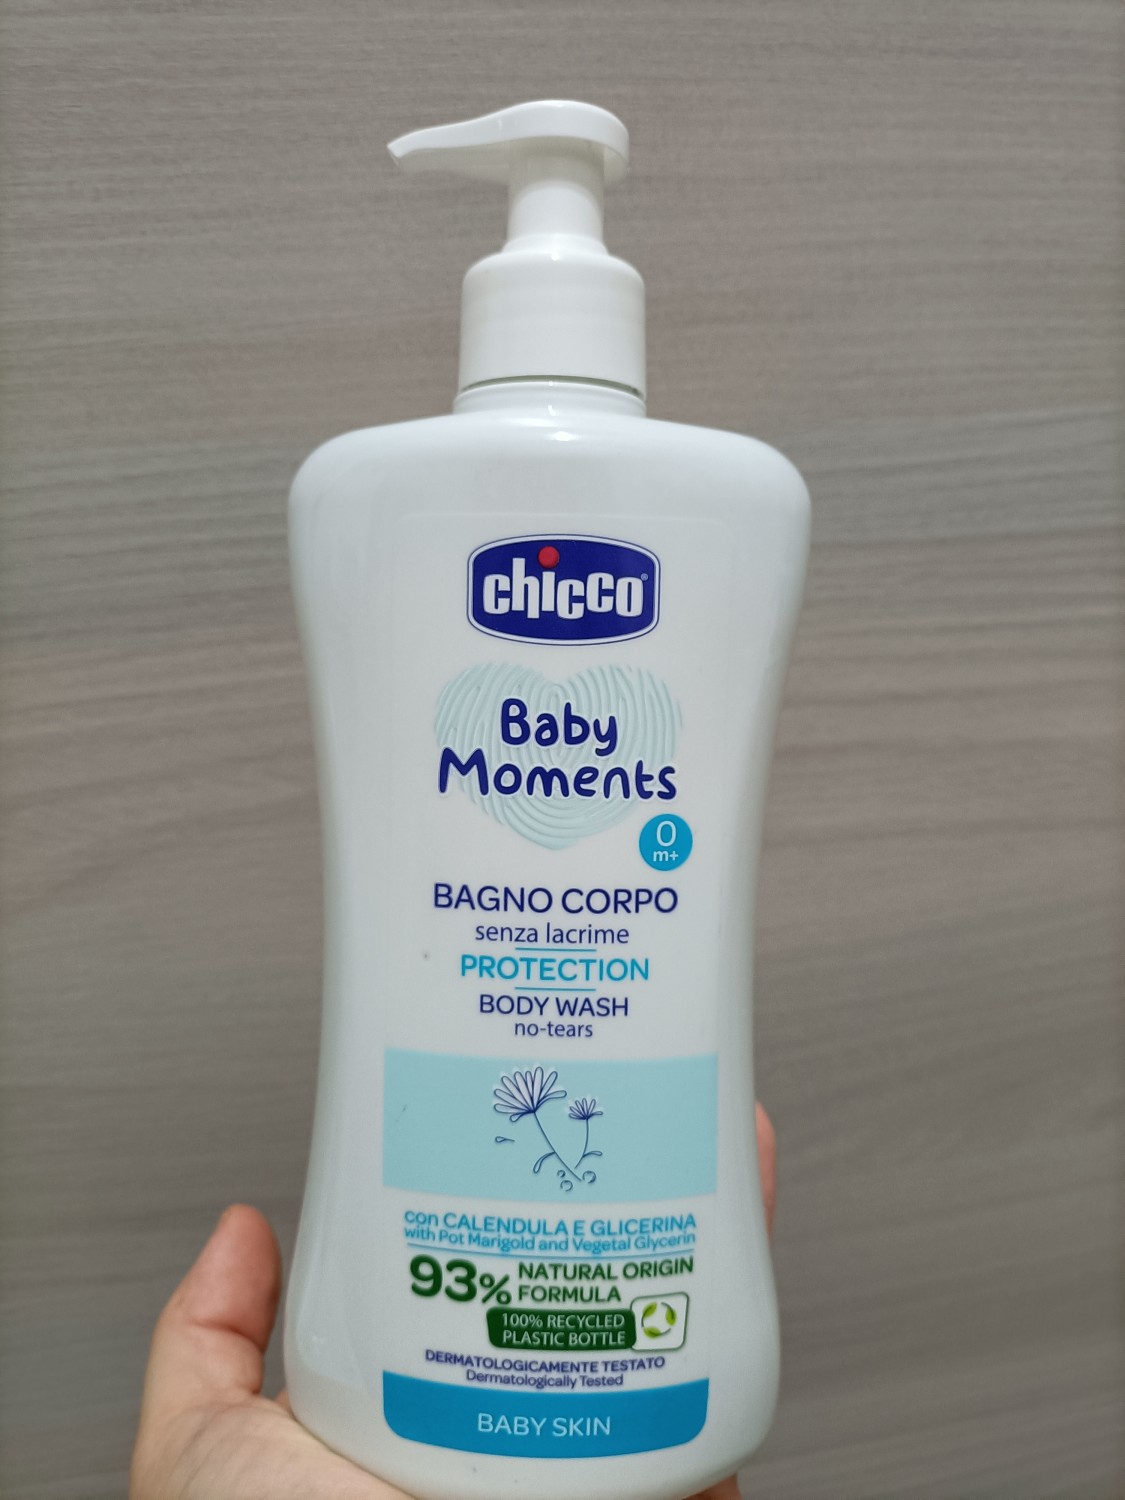 chicco
Baby
Moments
0
m+
BAGNO CORPO
senza lacrime
PROTECTION
BODY WASH
no-tears
con CALENDULA E GLICERINA
with Pot Marigold and Vegetal Glycerin
93% NATURAL ORIGIN
FORMULA
100% RECYCLED
PLASTIC BOTTLE
DERMATOLOGICAMENTE TESTATO
Dermatologically Tested
BABY SKIN